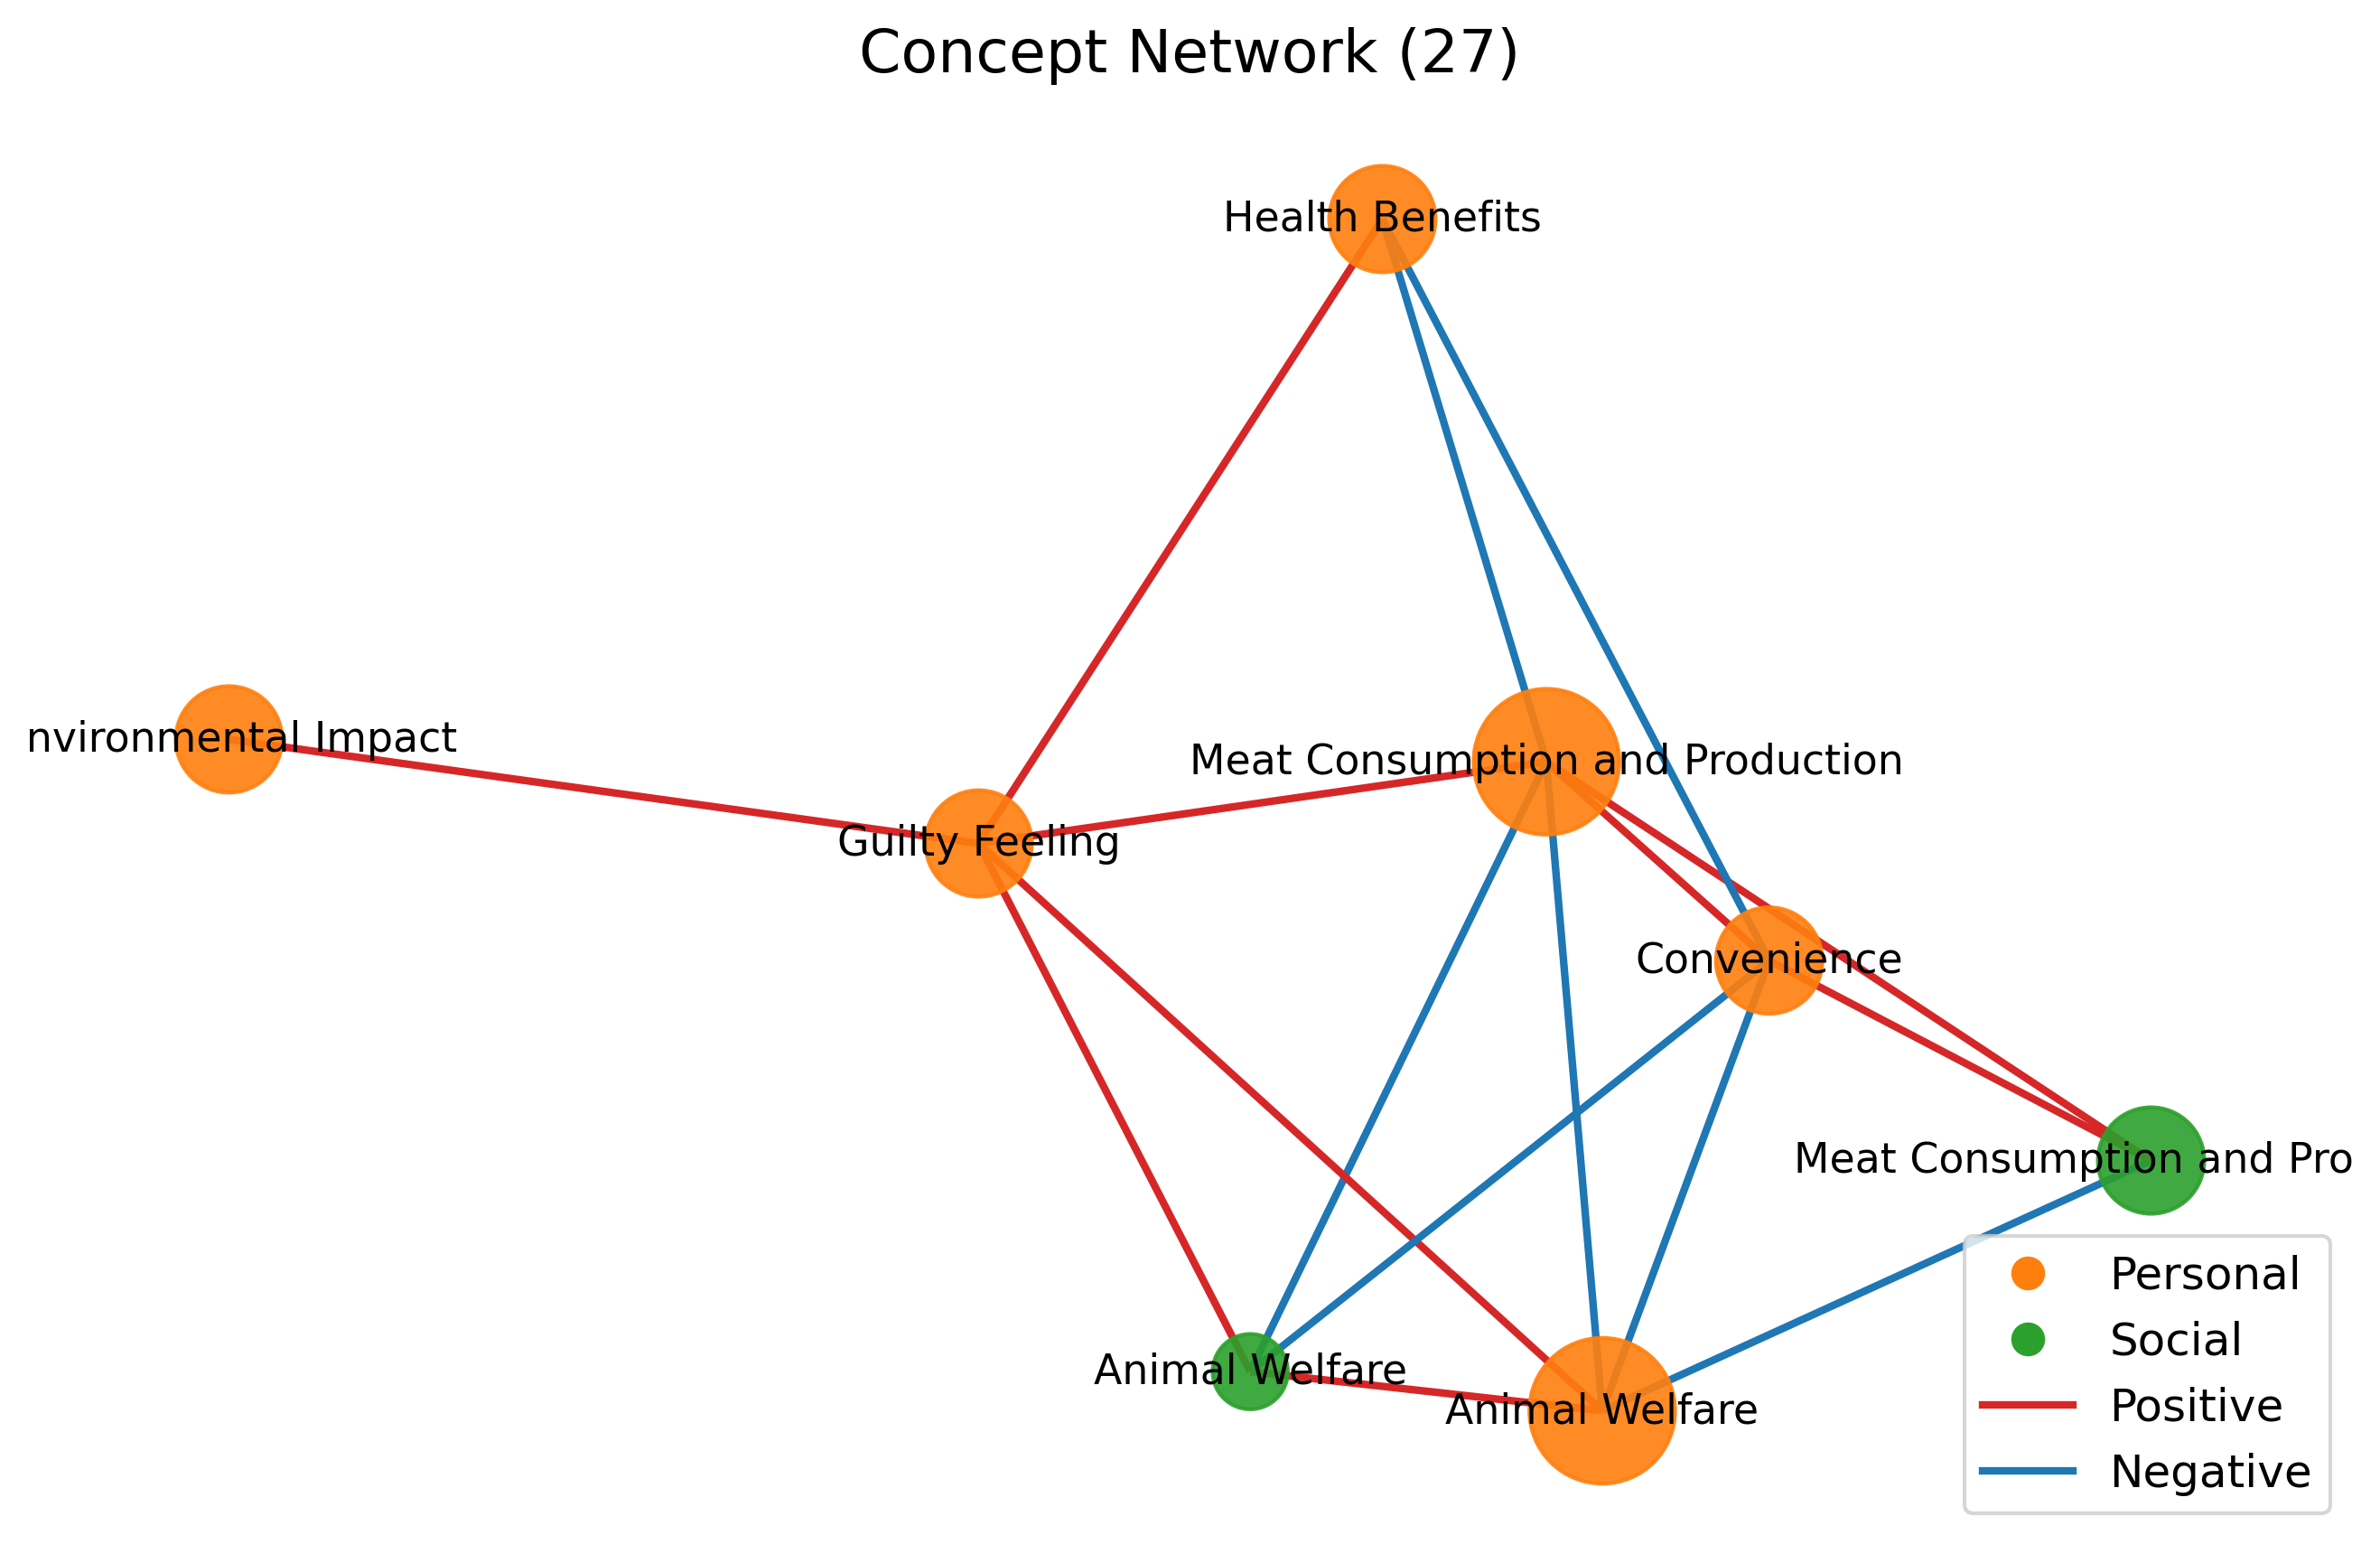 Concept Network (27)
Health Benefits
nvironmental Impact
Meat Consumption and Production
Guilty Feeling
Convenience
Meat Consumption and Pro
Animal Welfare
Animal Welfare
Personal
Social
Positive
Negative